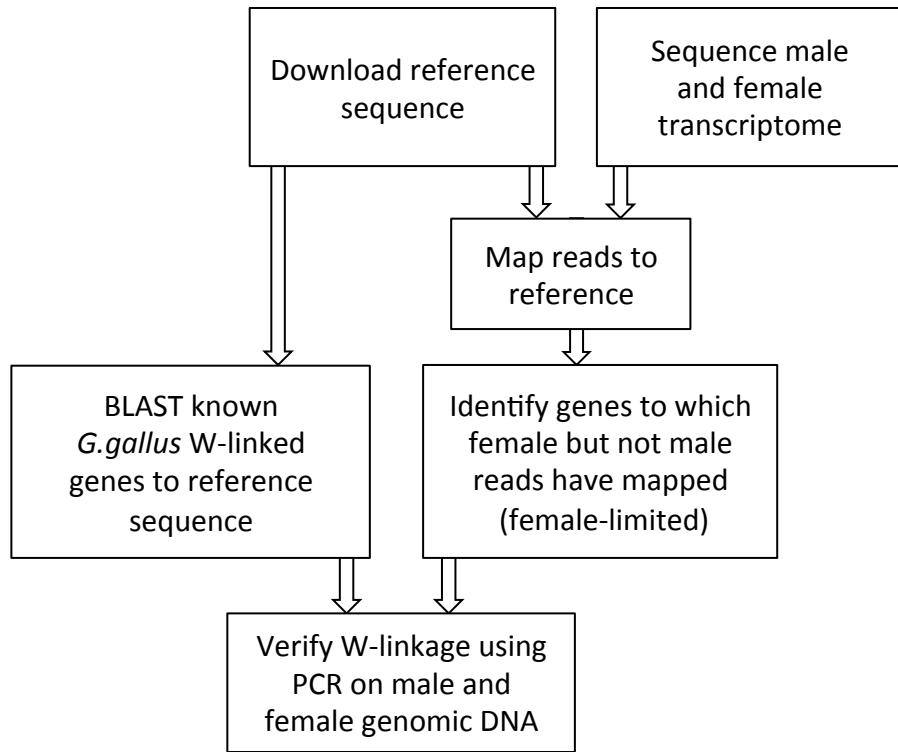 Download reference
sequence
Sequence male
and female
transcriptome
Map reads to
reference
BLAST known
G.gallus W-linked
genes to reference
sequence
Identify genes to which
female but not male
reads have mapped
(female-limited)
Verify W-linkage using
PCR on male and
female genomic DNA